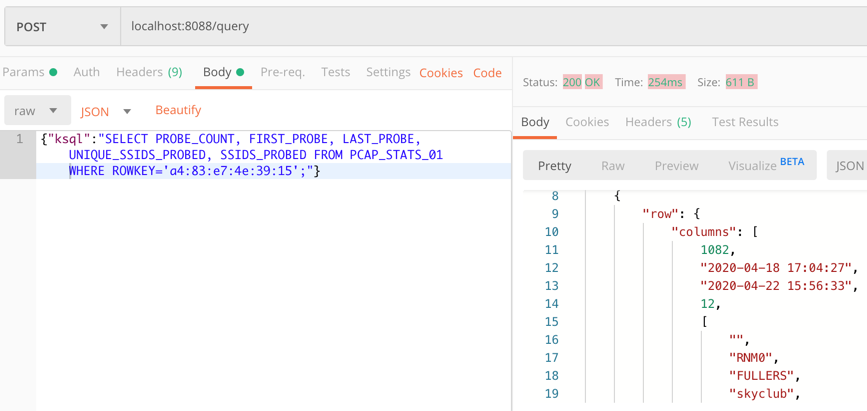 POST localhost:8088/query
Params Auth Headers (9) Body Pre-req. Tests Settings Cookies Code
raw JSON Beautify
1 {"ksql":"SELECT PROBE_COUNT, FIRST_PROBE, LAST_PROBE,
UNIQUE_SSIDS_PROBED, SSIDS_PROBED FROM PCAP_STATS_01
WHERE ROWKEY='a4:83:e7:4e:39:15';"}
Status: 200 OK Time: 254ms Size: 611 B
Body Cookies Headers (5) Test Results
Pretty Raw Preview Visualize BETA JSON
8 {
9 "row": {
10 "columns": [
11 1082,
12 "2020-04-18 17:04:27",
13 "2020-04-22 15:56:33",
14 12,
15 [
16 "",
17 "RNM0",
18 "FULLERS",
19 "skyclub",